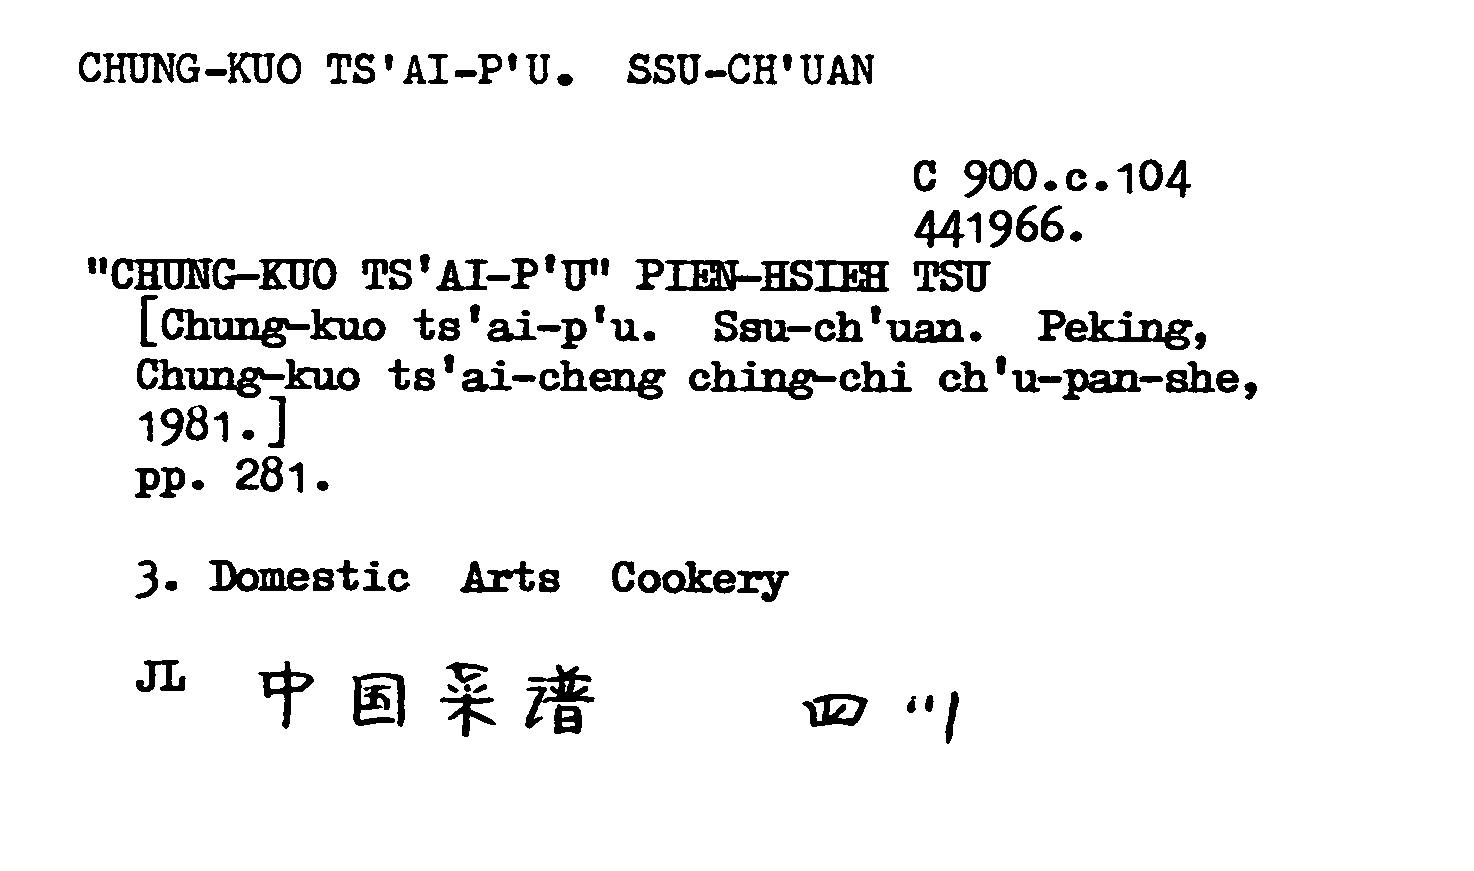 CHUNG-KUO TS'AI-P'U. SSU-CH'UAN
C 900.c.104
441966.
"CHUNG-KUO TS'AI-P'U" PIEN-HSIEH TSU
[Chung-kuo ts'ai-p'u. Ssu-ch'uan. Peking,
Chung-kuo ts'ai-cheng ching-chi ch'u-pan-she,
1981.]
pp. 281.
3. Domestic Arts Cookery
JL 中国采谱 四川